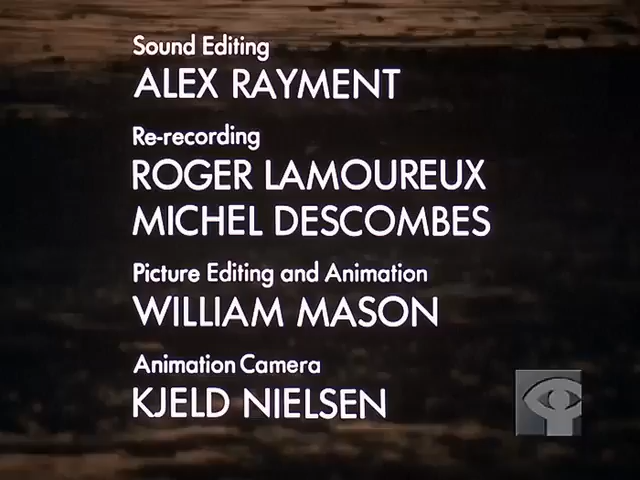 Sound Editing
ALEX RAYMENT
Re-recording
ROGER LAMOUREUX
MICHEL DESCOMBES
Picture Editing and Animation
WILLIAM MASON
Animation Camera
KJELD NIELSEN